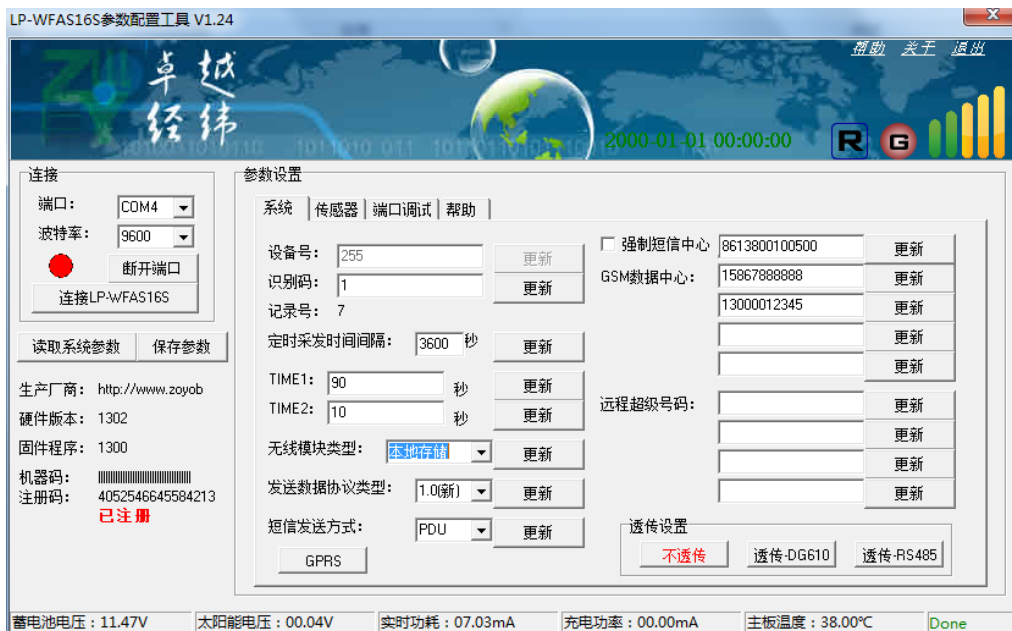 LP-WFAS16S参数配置工具 V1.24
X
帮助 关于 退出
卓越
经纬
2000-01-01 00:00:00
R G
连接
端口： COM4
波特率： 9600
断开端口
连接LP-WFAS16S
读取系统参数 保存参数
生产厂商： http://www.zoyob
硬件版本： 1302
固件程序： 1300
机器码：
注册码： 4052546645584213
已注册
参数设置
系统 传感器 端口调试 帮助
设备号： 255 更新
识别码： 1 更新
记录号： 7
定时采发时间间隔： 3600 秒 更新
TIME1： 90 秒 更新
TIME2： 10 秒 更新
无线模块类型： 本地存储 更新
发送数据协议类型： 1.0(新) 更新
短信发送方式： PDU 更新
GPRS
强制短信中心 8613800100500 更新
GSM数据中心： 15867888888 更新
13000012345 更新
更新
更新
远程超级号码： 更新
更新
更新
更新
透传设置
不透传 透传-DG610 透传-RS485
蓄电池电压：11.47V 太阳能电压：00.04V 实时功耗：07.03mA 充电功率：00.00mA 主板温度：38.00℃ Done